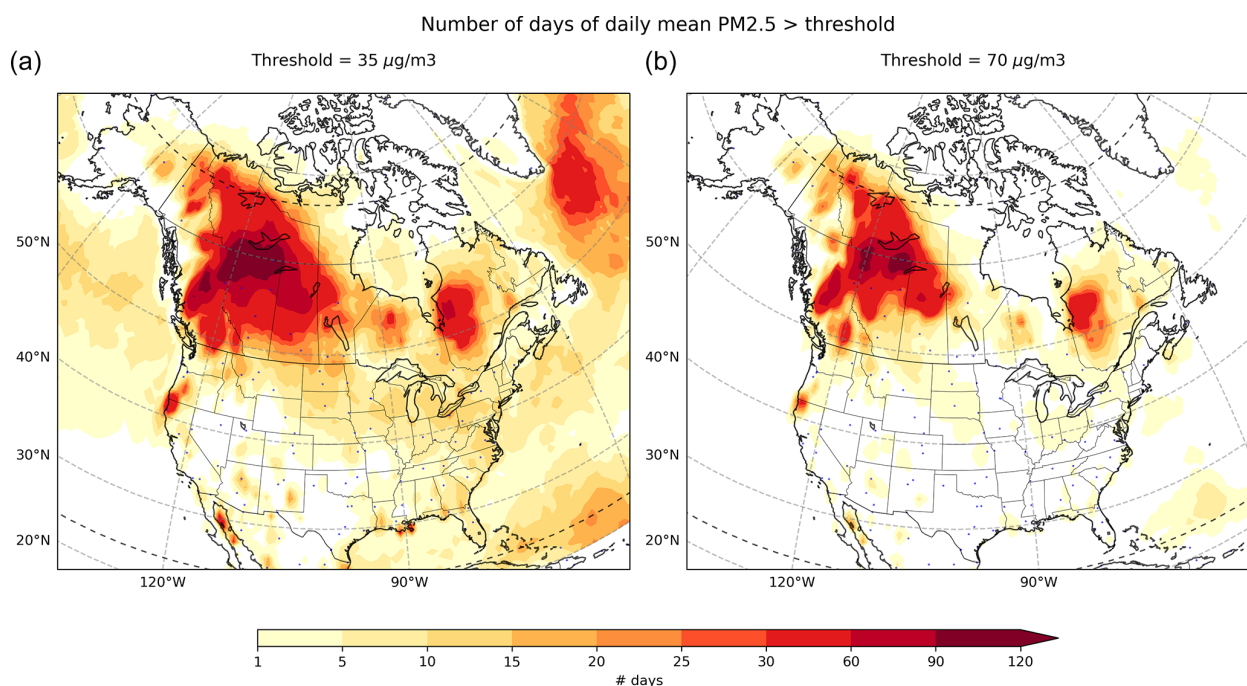 Number of days of daily mean PM2.5 > threshold
(a)
Threshold = 35 μg/m3
(b)
Threshold = 70 μg/m3
50°N
40°N
30°N
20°N
120°W
90°W
50°N
40°N
30°N
20°N
120°W
90°W
1
5
10
15
20
25
30
60
90
120
# days